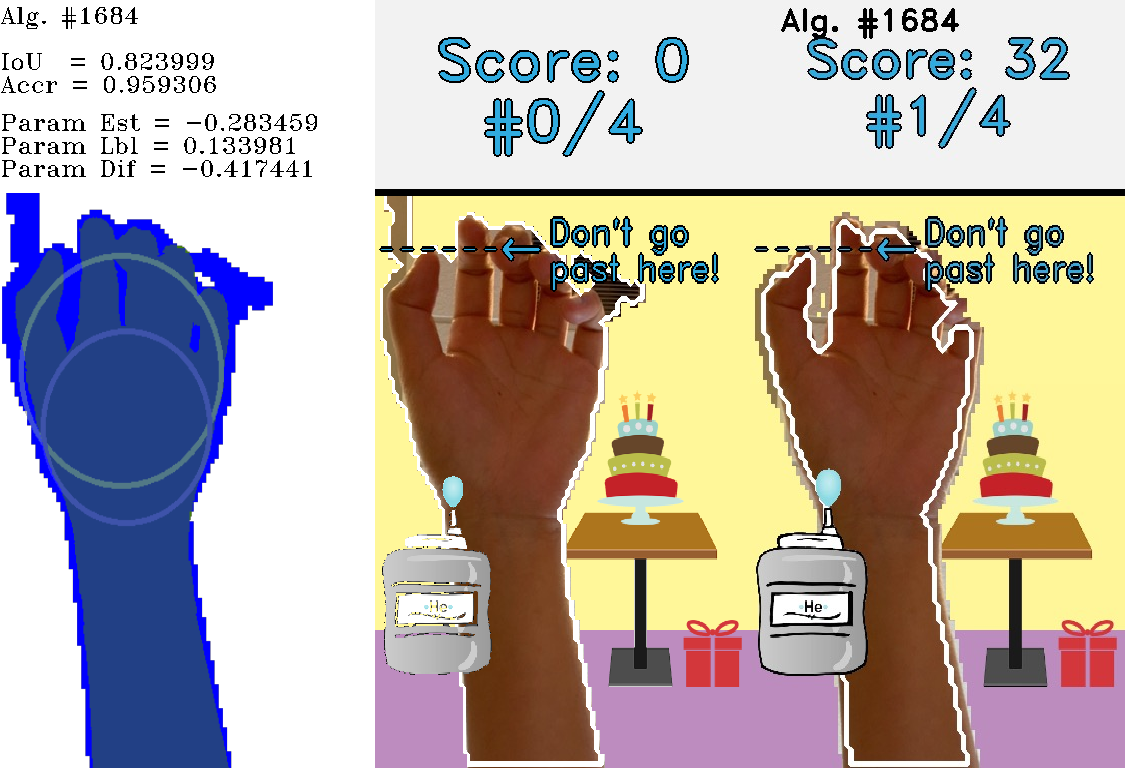 Alg. #1684
IoU = 0.823999
Accr = 0.959306
Param Est = −0.283459
Param Lbl = 0.133981
Param Dif = −0.417441
Score: 0
#0/4
Don't go
past here!
He
Alg. #1684
Score: 32
#1/4
Don't go
past here!
He